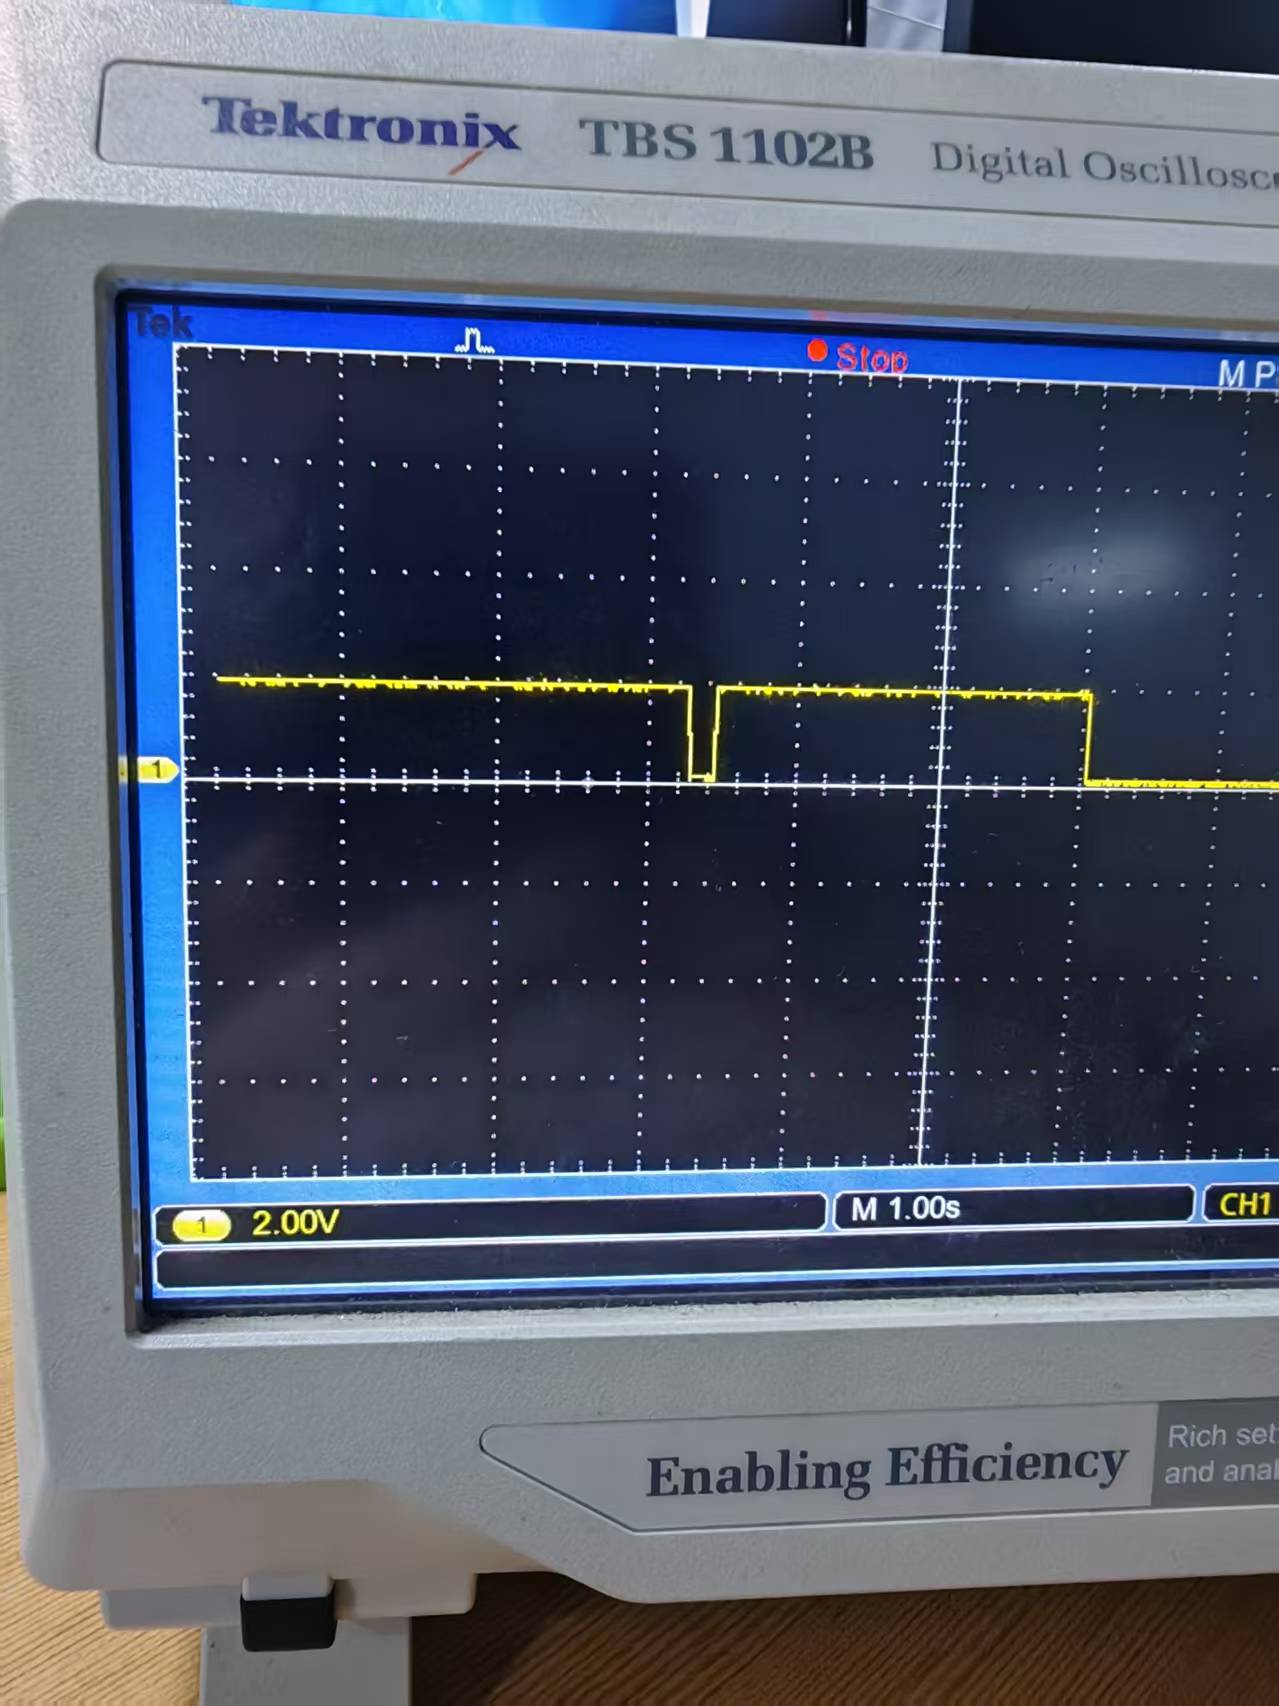 Tektronix TBS 1102B Digital Oscillosc
Tek Stop M P
1
1 2.00V M 1.00s CH1
Enabling Efficiency
Rich set
and anal